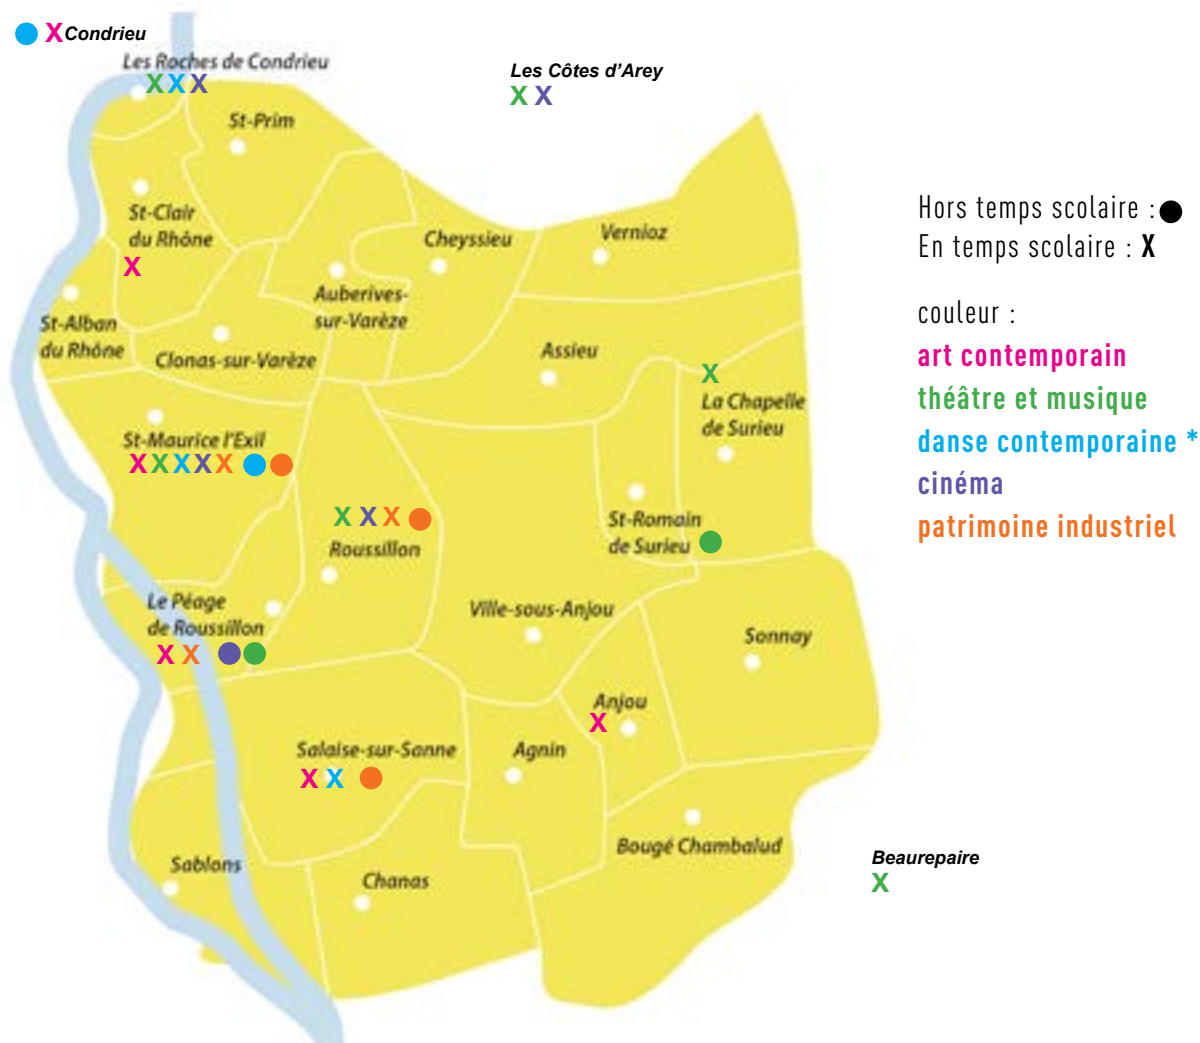 X Condrieu
Les Roches de Condrieu
X X X
Les Côtes d'Arey
X X
St-Prim
St-Clair
du Rhône
X
Cheyssieu
Vernioz
Auberives-
sur-Varèze
St-Alban
du Rhône
Clonas-sur-Varèze
Assieu
X
La Chapelle
de Surieu
St-Maurice l'Exil
X X X X X
X X X
Roussillon
St-Romain
de Surieu
Le Péage
de Roussillon
X X
Ville-sous-Anjou
Sonnay
Anjou
X
Salaise-sur-Sanne
X X
Agnin
Bougé Chambalud
Sablons
Chanas
Beaurepaire
X
Hors temps scolaire :
En temps scolaire : X
couleur :
art contemporain
théâtre et musique
danse contemporaine *
cinéma
patrimoine industriel